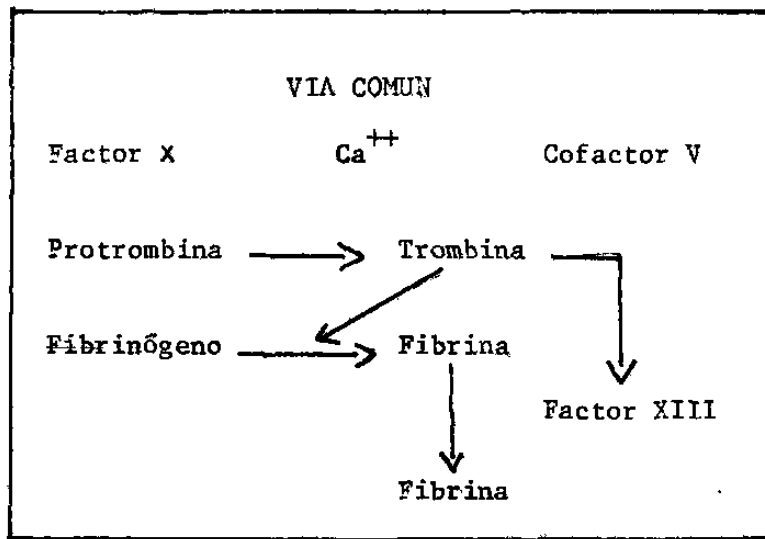 VIA COMUN
Factor X Ca++ Cofactor V
Protrombina Trombina
Fibrinógeno Fibrina
Factor XIII
Fibrina